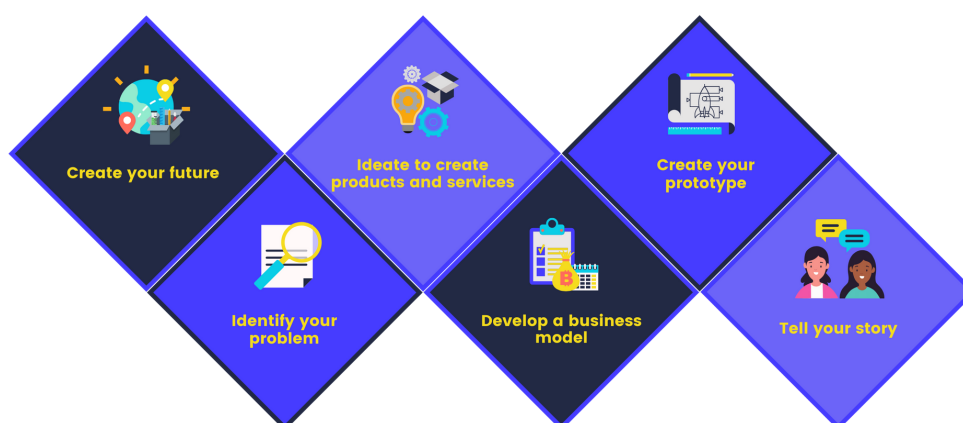 Create your future
Identify your
problem
Ideate to create
products and services
Develop a business
model
Create your
prototype
Tell your story
B